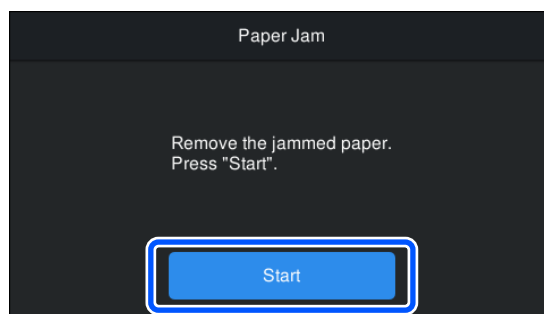 Paper Jam
Remove the jammed paper.
Press "Start".
Start